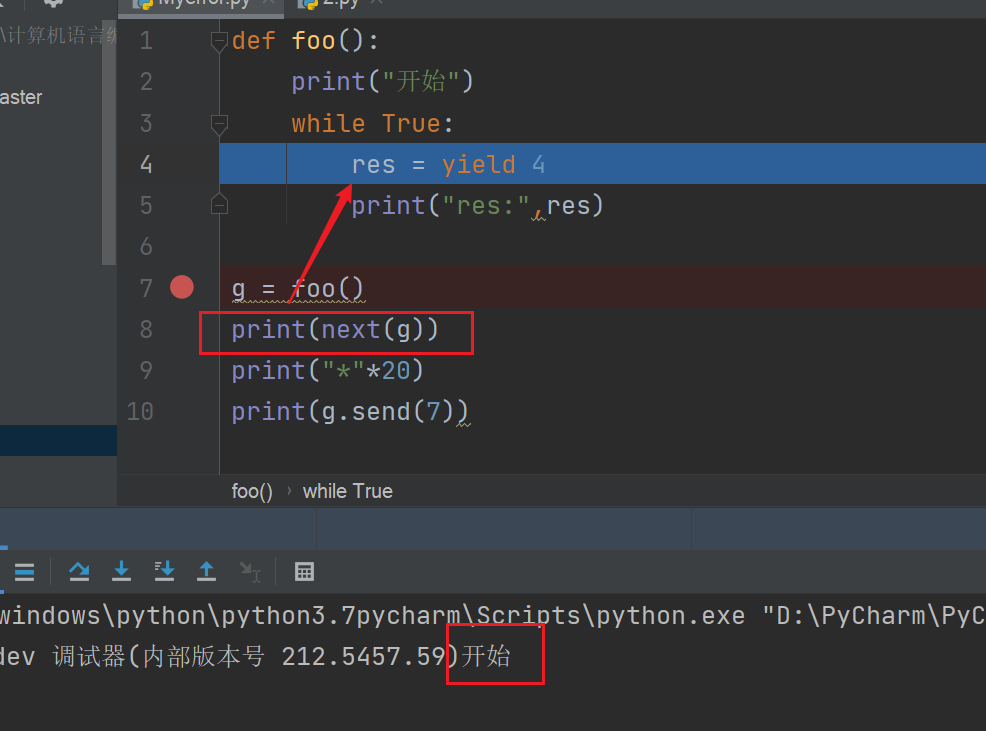 Myerror.py
2.py
\计算机语言编
aster
1 def foo():
2 print("开始")
3 while True:
4 res = yield 4
5 print("res:",res)
6
7 g = foo()
8 print(next(g))
9 print("*"*20)
10 print(g.send(7))
foo() › while True
windows\python\python3.7pycharm\Scripts\python.exe "D:\PyCharm\PyC
dev 调试器(内部版本号 212.5457.59)开始